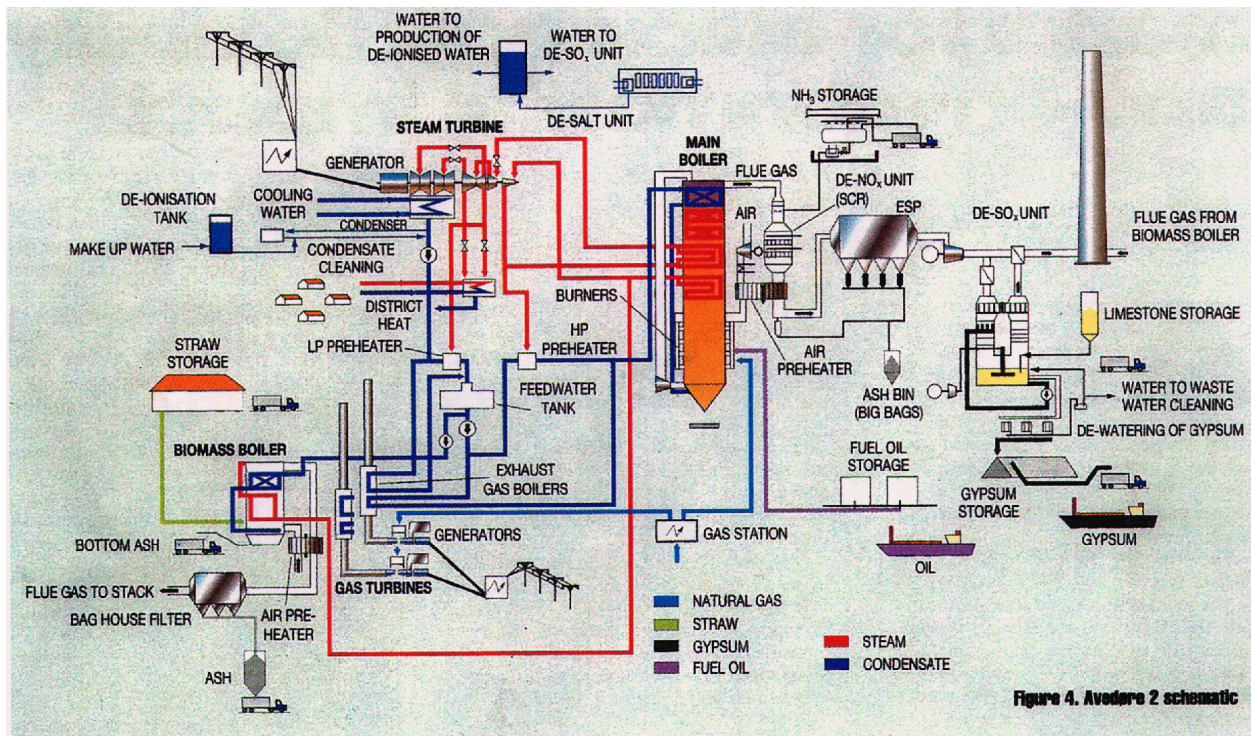 WATER TO
PRODUCTION OF
DE-IONISED WATER
WATER TO
DE-SOx UNIT
DE-SALT UNIT
NH3 STORAGE
STEAM TURBINE
GENERATOR
MAIN
BOILER
FLUE GAS
DE-NOx UNIT
(SCR)
ESP
DE-SOxUNIT
FLUE GAS FROM
BIOMASS BOILER
AIR
DE-IONISATION
TANK
COOLING
WATER
CONDENSER
MAKE UP WATER
CONDENSATE
CLEANING
DISTRICT
HEAT
BURNERS
AIR
PREHEATER
LIMESTONE STORAGE
HP
PREHEATER
LP PREHEATER
STRAW
STORAGE
FEEDWATER
TANK
ASH BIN
(BIG BAGS)
WATER TO WASTE
WATER CLEANING
DE-WATERING OF GYPSUM
BIOMASS BOILER
EXHAUST
GAS BOILERS
FUEL OIL
STORAGE
GYPSUM
STORAGE
GYPSUM
GENERATORS
GAS STATION
OIL
BOTTOM ASH
GAS TURBINES
FLUE GAS TO STACK
BAG HOUSE FILTER
AIR PRE-
HEATER
ASH
NATURAL GAS
STRAW
GYPSUM
FUEL OIL
STEAM
CONDENSATE
Figure 4. Avedøre 2 schematic